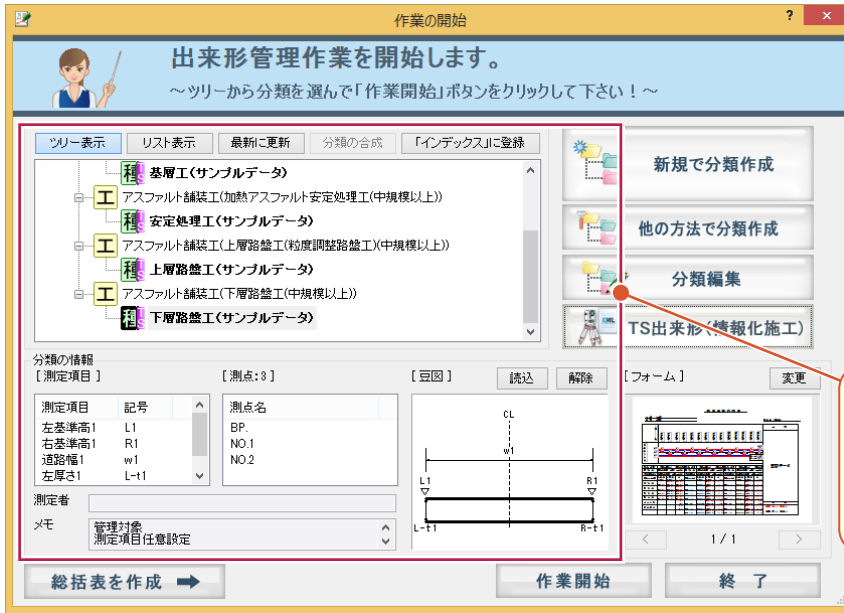 作業の開始
? ×
出来形管理作業を開始します。
～ツリーから分類を選んで「作業開始」ボタンをクリックして下さい！～
ツリー表示 リスト表示 最新に更新 分類の合成 「インデックス」に登録
種 基層工(サンプルデータ)
工 アスファルト舗装工(加熱アスファルト安定処理工(中規模以上))
種 安定処理工(サンプルデータ)
工 アスファルト舗装工(上層路盤工(粒度調整路盤工)(中規模以上))
種 上層路盤工(サンプルデータ)
工 アスファルト舗装工(下層路盤工(中規模以上))
種 下層路盤工(サンプルデータ)
新規で分類作成
他の方法で分類作成
分類編集
TS出来形(情報化施工)
分類の情報
[測定項目] [測点:3] [豆図] 読込 解除 [フォーム] 変更
測定項目 記号
左基準高1 L1
右基準高1 R1
道路幅1 w1
左厚さ1 L-t1
測点名
BP.
NO.1
NO.2
CL
w1
L1 R1
L-t1 R-t1
測定者
メモ 管理対象
測定項目任意設定
< 1/1 >
総括表を作成 ➡ 作業開始 終 了